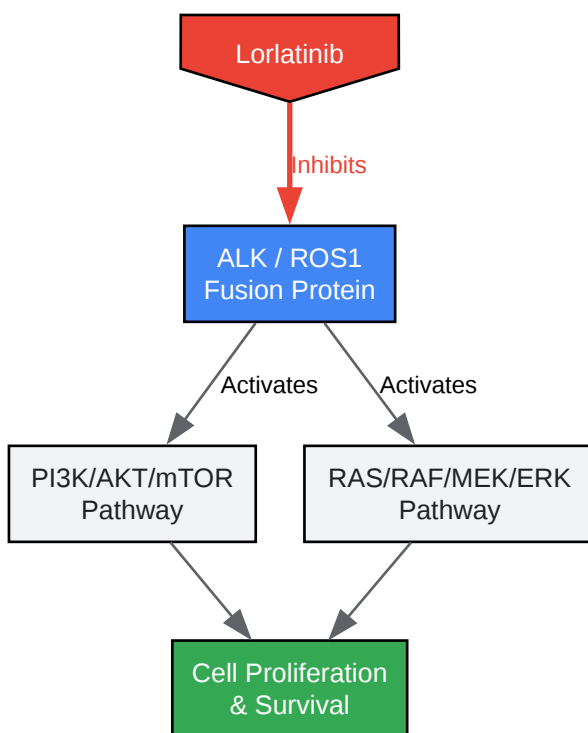 Lorlatinib
Inhibits
ALK / ROS1
Fusion Protein
Activates
Activates
PI3K/AKT/mTOR
Pathway
RAS/RAF/MEK/ERK
Pathway
Cell Proliferation
& Survival